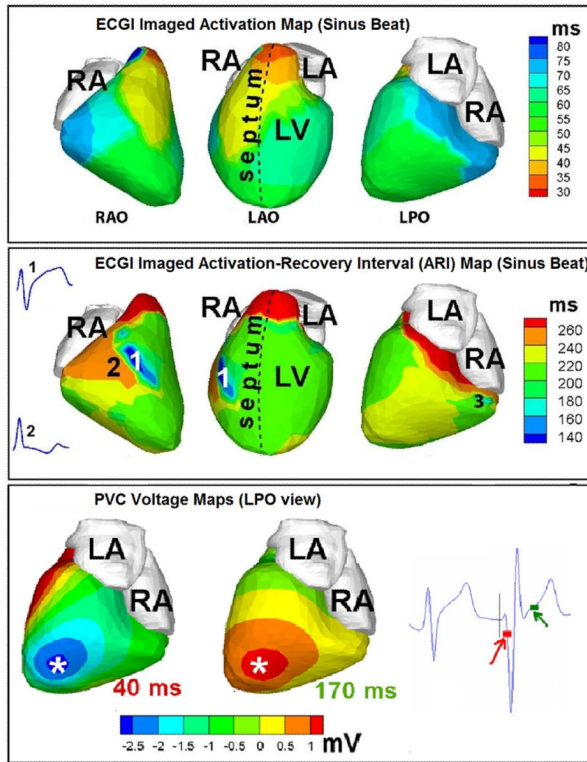 ECGI Imaged Activation Map (Sinus Beat)
ms
RA
RA
LA
LA
RA
septum
LV
80
75
70
65
60
55
50
45
40
35
30
RAO
LAO
LPO
ECGI Imaged Activation-Recovery Interval (ARI) Map (Sinus Beat)
1
ms
RA
RA
LA
LA
RA
2
1
1
septum
LV
3
260
240
220
200
180
160
140
2
PVC Voltage Maps (LPO view)
LA
RA
LA
RA
*
*
40 ms
170 ms
-2.5 -2 -1.5 -1 -0.5 0 0.5 1 mV